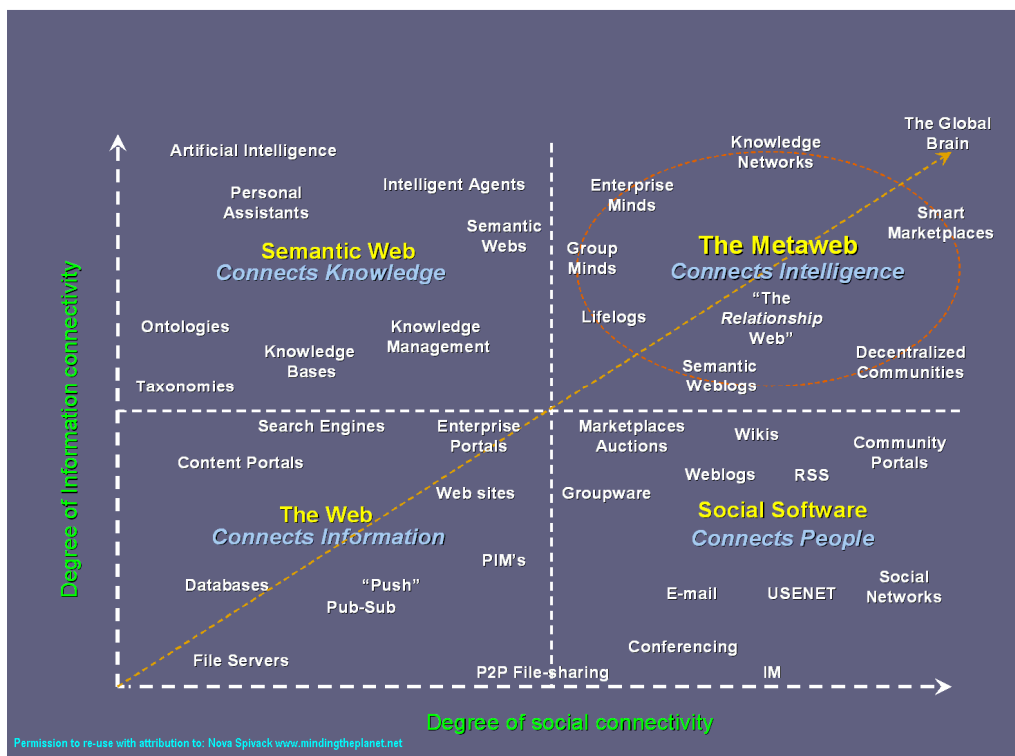 The Global
Brain
Knowledge
Networks
Artificial Intelligence
Intelligent Agents
Personal
Assistants
Enterprise
Minds
Semantic
Webs
Smart
Marketplaces
Semantic Web
Connects Knowledge
Group
Minds
The Metaweb
Connects Intelligence
Ontologies
Knowledge
Management
Knowledge
Bases
Taxonomies
Lifelogs
“The
Relationship
Web”
Semantic
Weblogs
Decentralized
Communities
Degree of Information connectivity
Search Engines
Enterprise
Portals
Content Portals
Web sites
The Web
Connects Information
PIM's
Databases
“Push”
Pub-Sub
File Servers
P2P File-sharing
Marketplaces
Auctions
Wikis
Community
Portals
Weblogs
RSS
Groupware
Social Software
Connects People
E-mail
USENET
Social
Networks
Conferencing
IM
Degree of social connectivity
Permission to re-use with attribution to: Nova Spivack www.mindingtheplanet.net